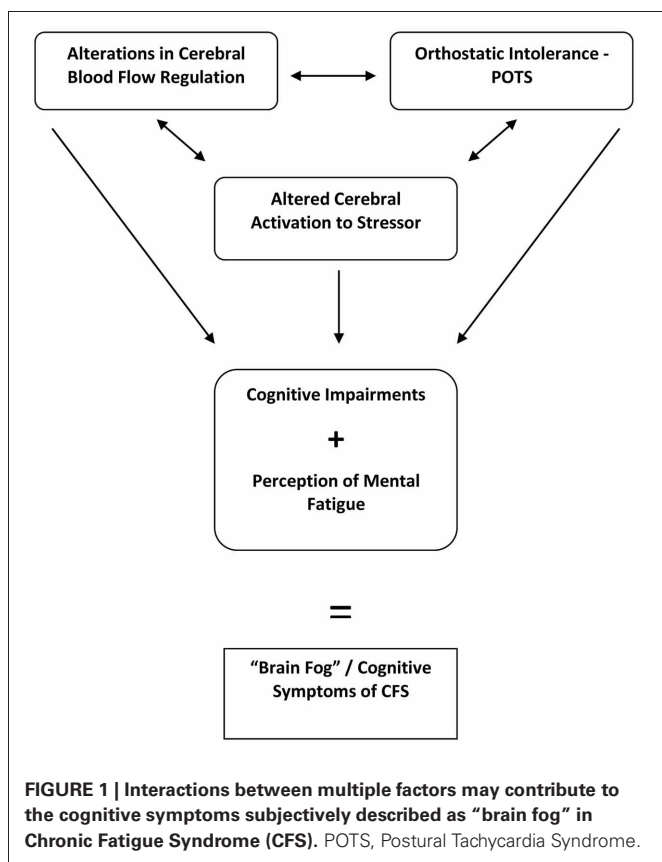 Alterations in Cerebral
Blood Flow Regulation
Orthostatic Intolerance -
POTS
Altered Cerebral
Activation to Stressor
Cognitive Impairments
+
Perception of Mental
Fatigue
=
“Brain Fog” / Cognitive
Symptoms of CFS
FIGURE 1 | Interactions between multiple factors may contribute to
the cognitive symptoms subjectively described as “brain fog” in
Chronic Fatigue Syndrome (CFS). POTS, Postural Tachycardia Syndrome.